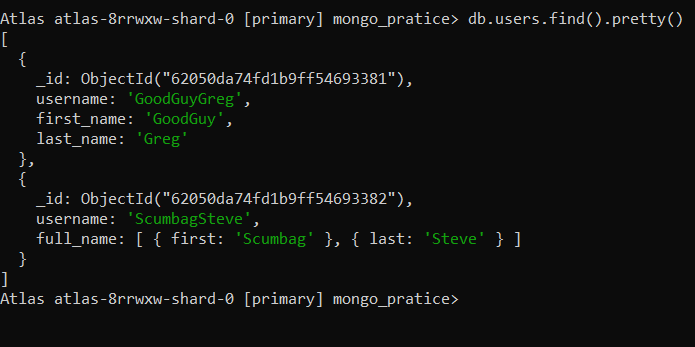 Atlas atlas-8rrwxw-shard-0 [primary] mongo_pratice> db.users.find().pretty()
[
  {
    _id: ObjectId("62050da74fd1b9ff54693381"),
    username: 'GoodGuyGreg',
    first_name: 'GoodGuy',
    last_name: 'Greg'
  },
  {
    _id: ObjectId("62050da74fd1b9ff54693382"),
    username: 'ScumbagSteve',
    full_name: [ { first: 'Scumbag' }, { last: 'Steve' } ]
  }
]
Atlas atlas-8rrwxw-shard-0 [primary] mongo_pratice>